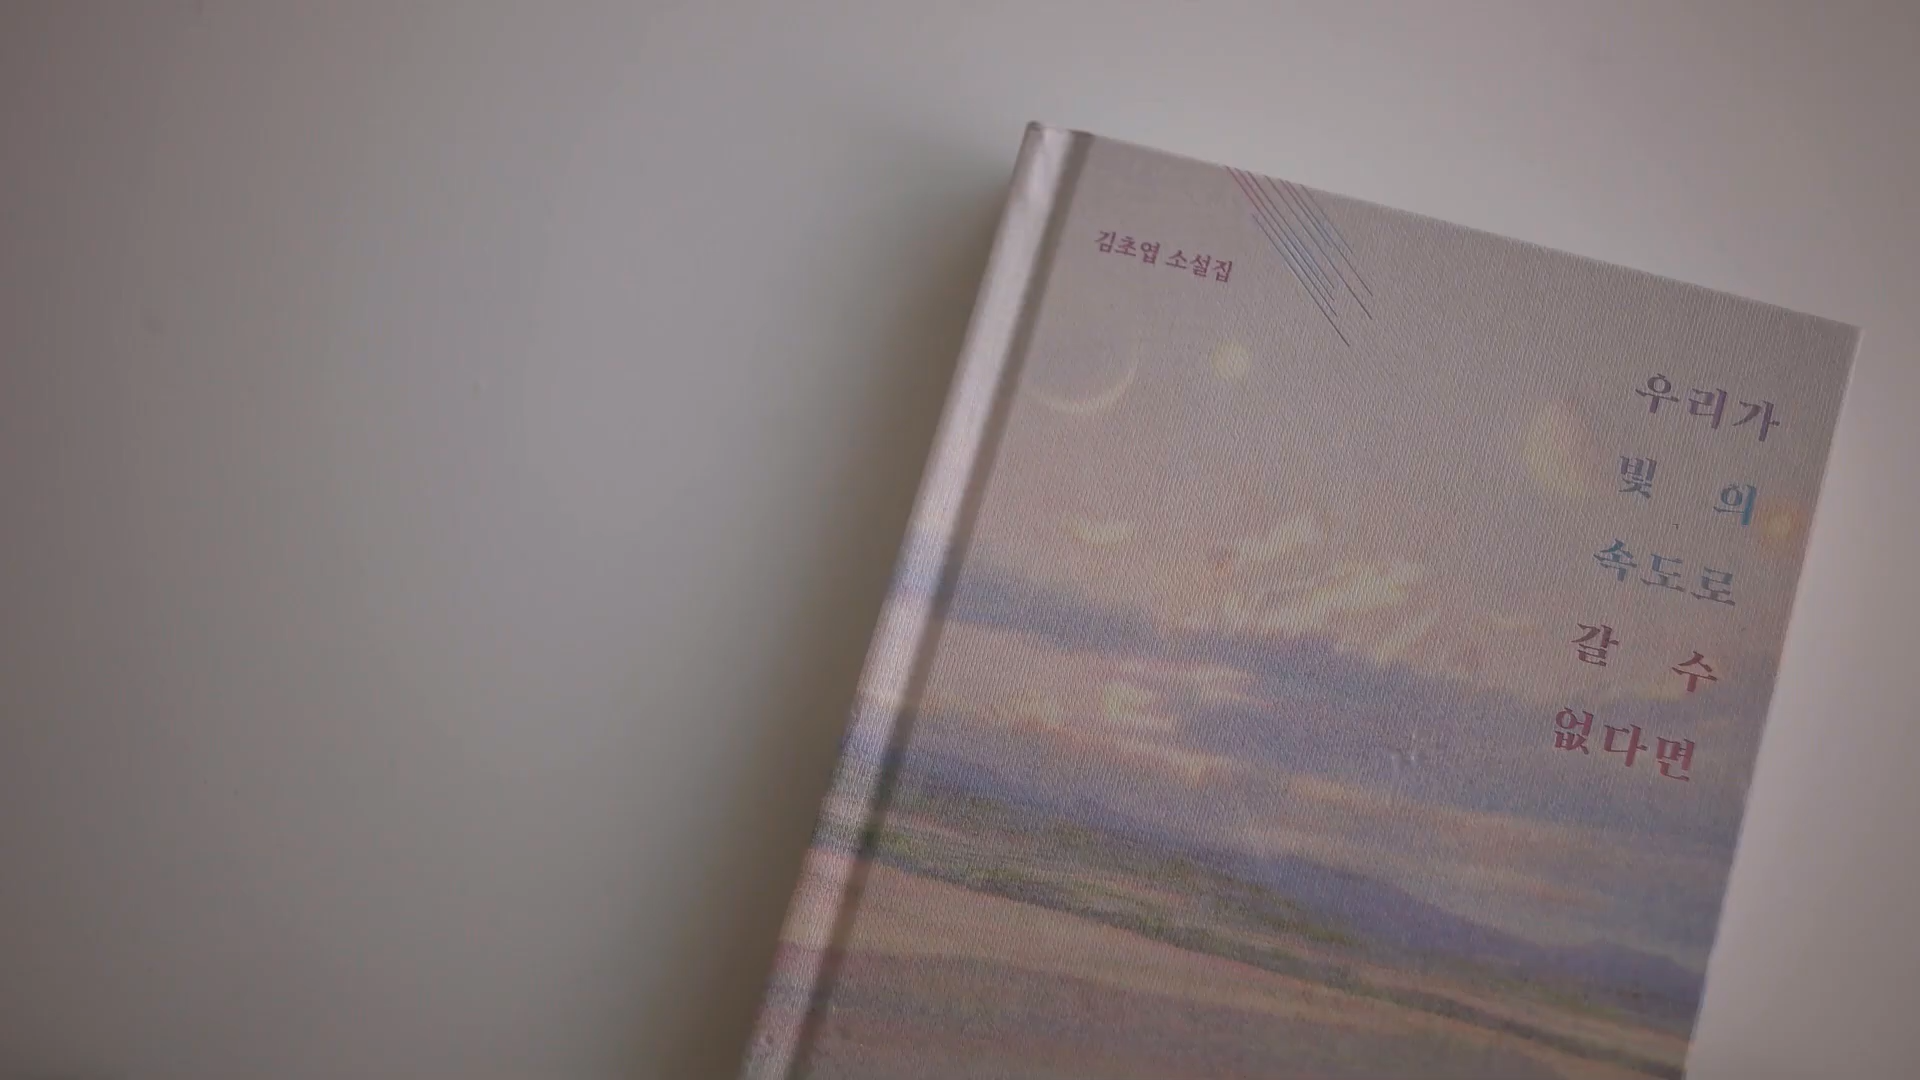 김초엽 소설집
우리가
빛 의
속도로
갈 수
없다면